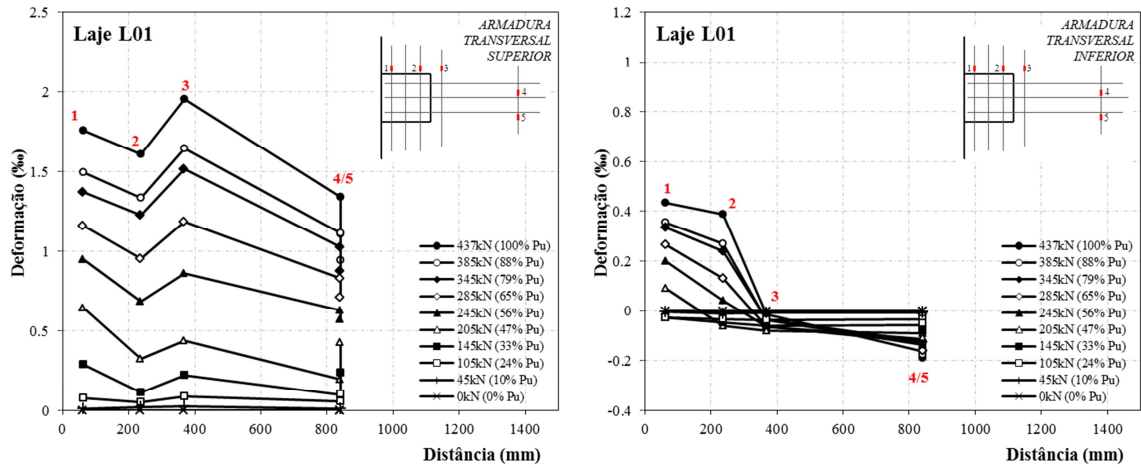 Laje L01
ARMADURA
TRANSVERSAL
SUPERIOR
1 2 3
4
5
1
2
3
4/5
Deformação (‰)
2.5
2
1.5
1
0.5
0
437kN (100% Pu)
385kN (88% Pu)
345kN (79% Pu)
285kN (65% Pu)
245kN (56% Pu)
205kN (47% Pu)
145kN (33% Pu)
105kN (24% Pu)
45kN (10% Pu)
0kN (0% Pu)
0 200 400 600 800 1000 1200 1400
Distância (mm)
Laje L01
ARMADURA
TRANSVERSAL
INFERIOR
1 2 3
4
5
1
2
3
4/5
Deformação (‰)
1.2
1
0.8
0.6
0.4
0.2
0
-0.2
-0.4
437kN (100% Pu)
385kN (88% Pu)
345kN (79% Pu)
285kN (65% Pu)
245kN (56% Pu)
205kN (47% Pu)
145kN (33% Pu)
105kN (24% Pu)
45kN (10% Pu)
0kN (0% Pu)
0 200 400 600 800 1000 1200 1400
Distância (mm)